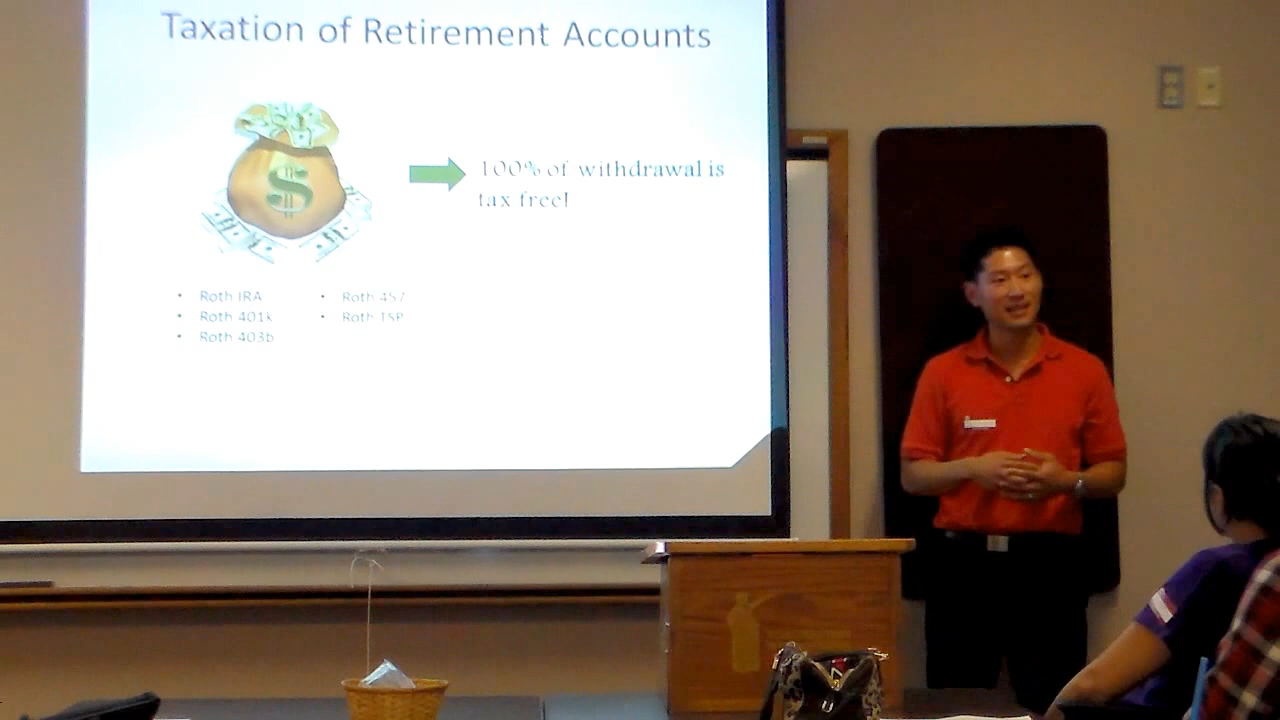 Taxation of Retirement Accounts
$
100% of withdrawal is
tax free!
• Roth IRA
• Roth 401k
• Roth 403b
• Roth 457
• Roth TSP